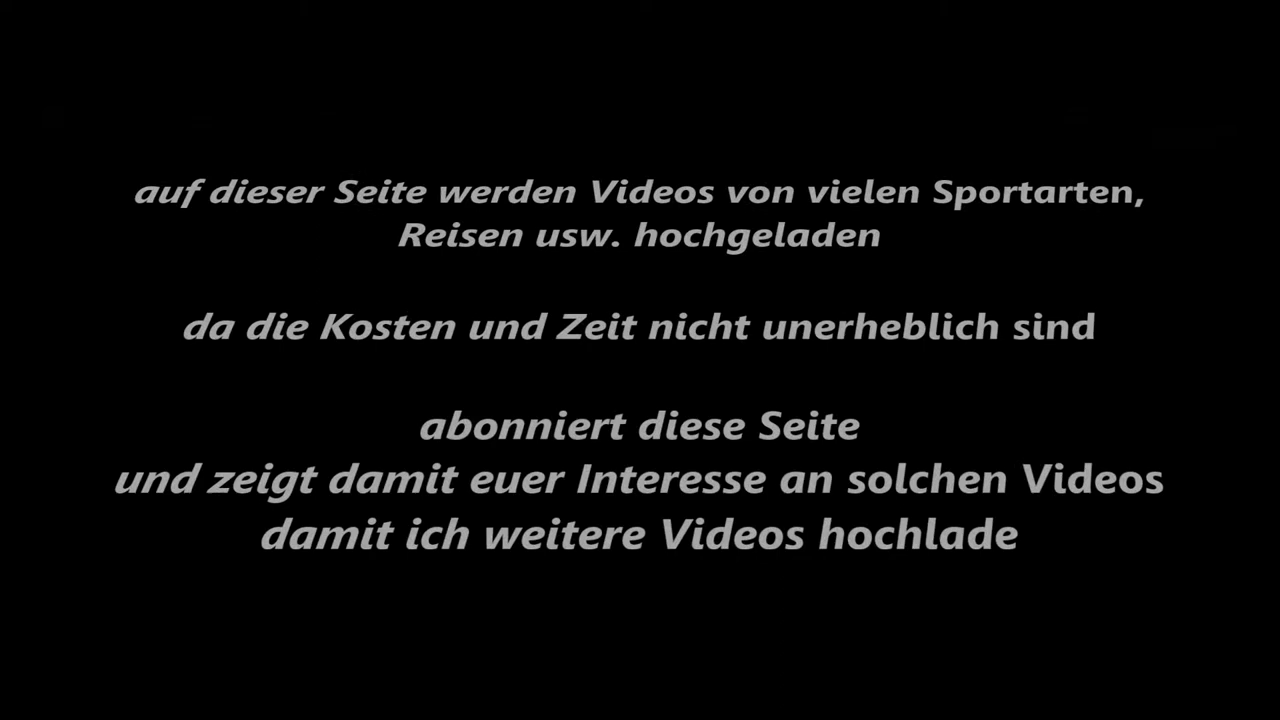 auf dieser Seite werden Videos von vielen Sportarten,
Reisen usw. hochgeladen
da die Kosten und Zeit nicht unerheblich sind
abonniert diese Seite
und zeigt damit euer Interesse an solchen Videos
damit ich weitere Videos hochlade